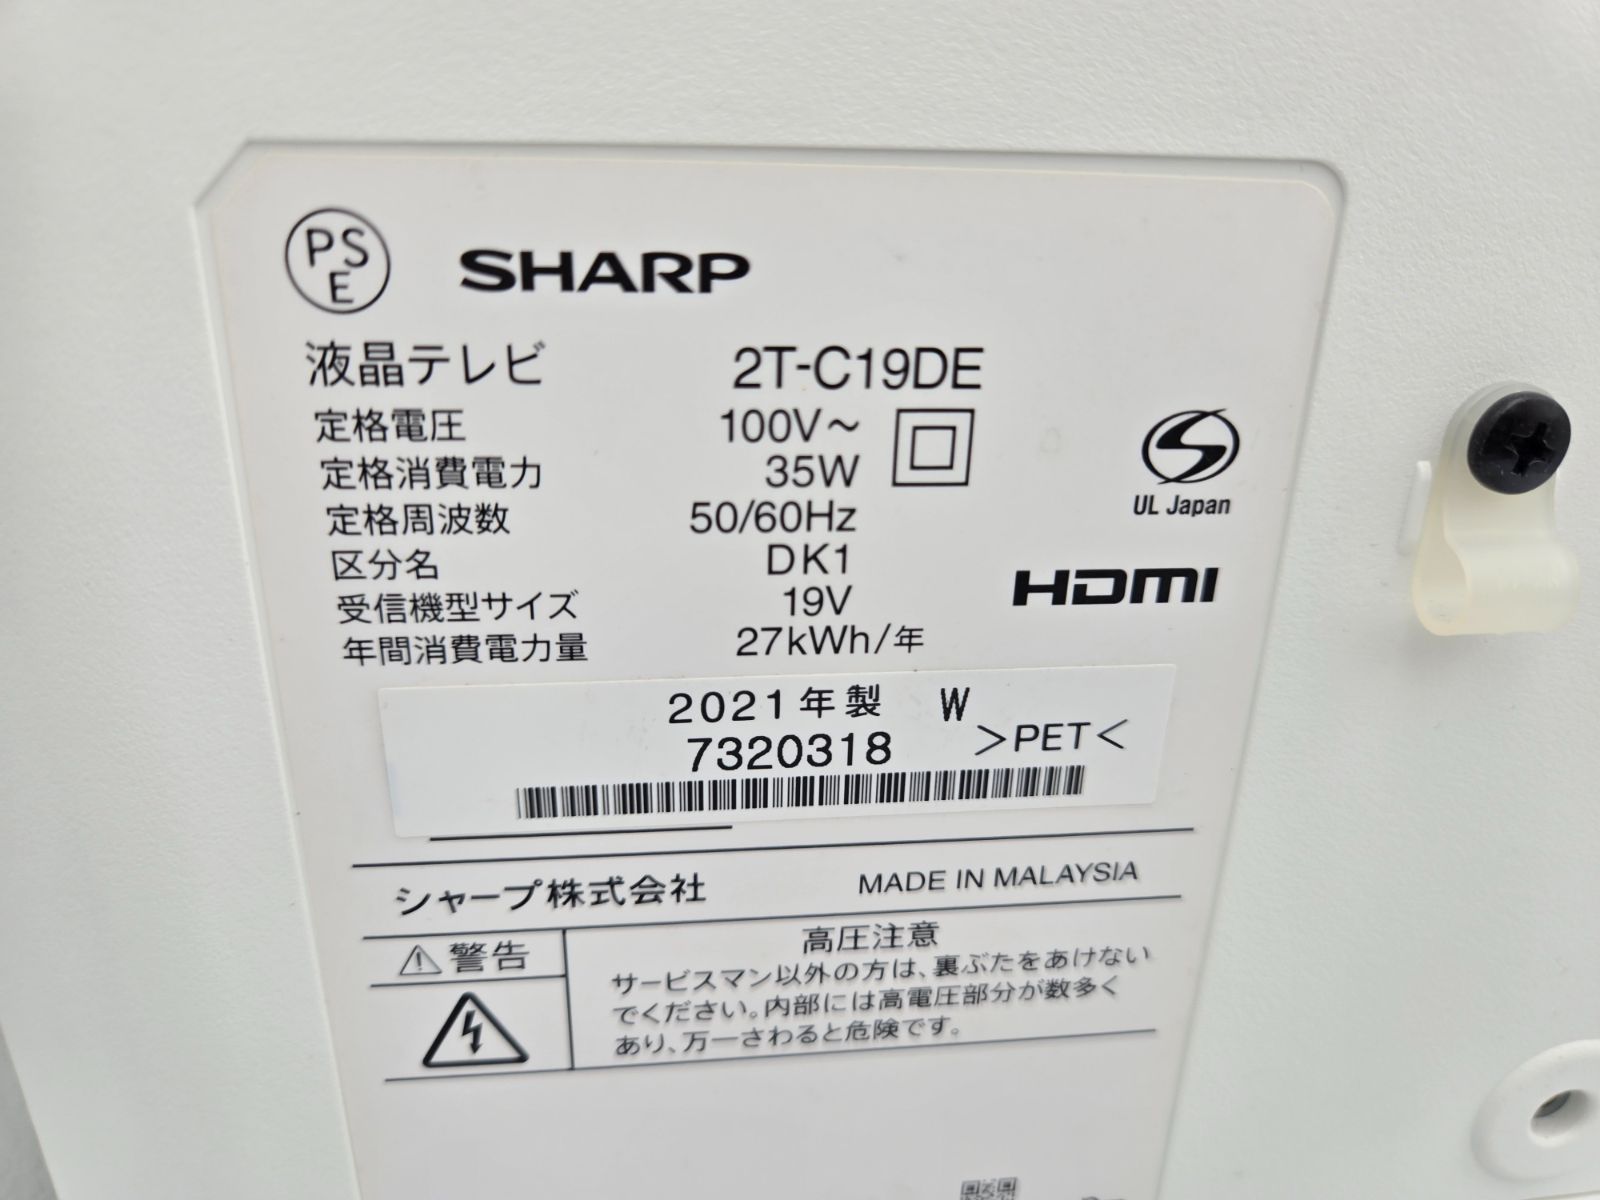 PSE
SHARP
液晶テレビ 2T-C19DE
定格電圧 100V～
定格消費電力 35W
定格周波数 50/60Hz
区分名 DK1
受信機型サイズ 19V
年間消費電力量 27kWh/年
S
UL Japan
HDMI
2021年製 W
7320318 >PET<
シャープ株式会社 MADE IN MALAYSIA
警告
高圧注意
サービスマン以外の方は、裏ぶたをあけない
でください。内部には高電圧部分が数多く
あり、万一さわると危険です。